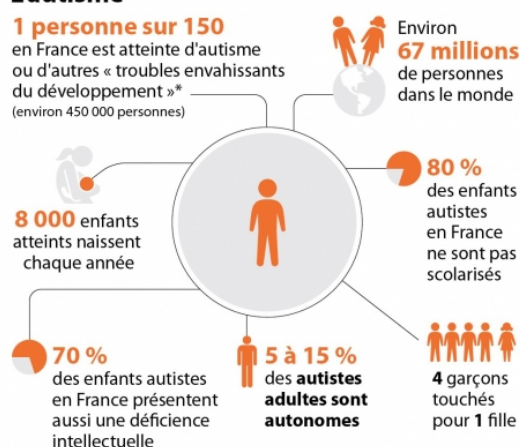 1 personne sur 150
en France est atteinte d'autisme
ou d'autres « troubles envahissants
du développement »*
(environ 450 000 personnes)
Environ
67 millions
de personnes
dans le monde
8 000 enfants
atteints naissent
chaque année
80 %
des enfants
autistes
en France
ne sont pas
scolarisés
70 %
des enfants autistes
en France présentent
aussi une déficience
intellectuelle
5 à 15 %
des autistes
adultes sont
autonomes
4 garçons
touchés
pour 1 fille